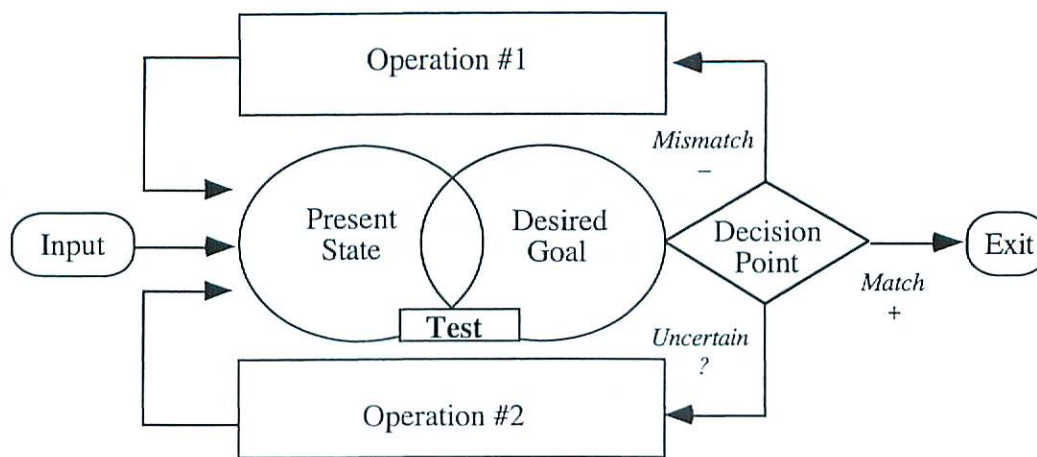 Operation #1
Mismatch
–
Input
Present
State
Desired
Goal
Decision
Point
Exit
Match
+
Test
Uncertain
?
Operation #2